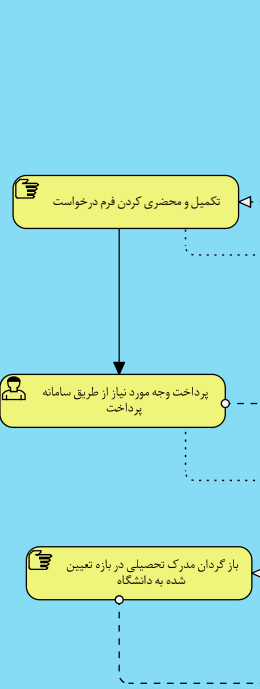 تکمیل و محضری کردن فرم درخواست
پرداخت وجه مورد نیاز از طریق سامانه
پرداخت
باز گردان مدرک تحصیلی در بازه تعیین
شده به دانشگاه